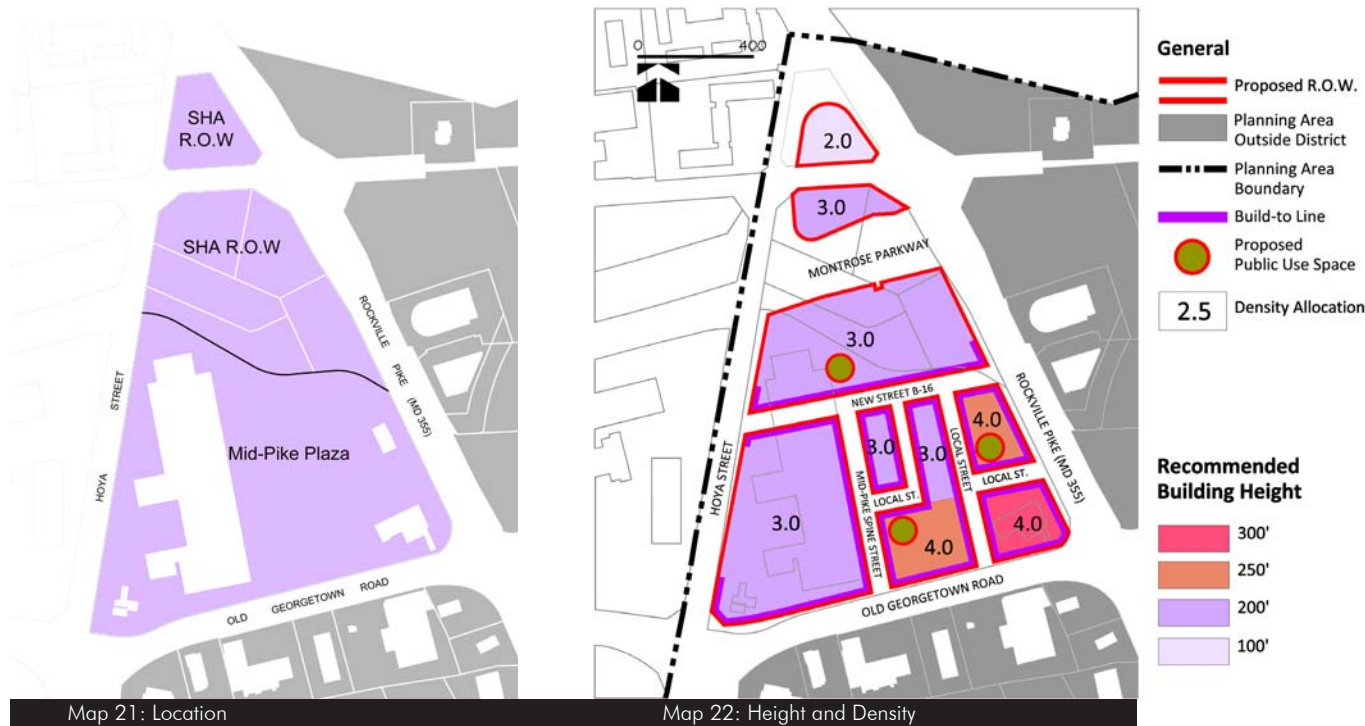 SHA
R.O.W
SHA R.O.W
HOYA STREET
ROCKVILLE PIKE (MD 355)
Mid-Pike Plaza
OLD GEORGETOWN ROAD
Map 21: Location
0 400
2.0
3.0
MONTROSE PARKWAY
3.0
NEW STREET B-16
HOYA STREET
3.0
MID-PIKE SPINE STREET
3.0
LOCAL ST.
3.0
4.0
LOCAL STREET
4.0
LOCAL ST.
4.0
ROCKVILLE PIKE (MD 355)
OLD GEORGETOWN ROAD
Map 22: Height and Density
General
Proposed R.O.W.
Planning Area
Outside District
Planning Area
Boundary
Build-to Line
Proposed
Public Use Space
2.5 Density Allocation
Recommended
Building Height
300'
250'
200'
100'